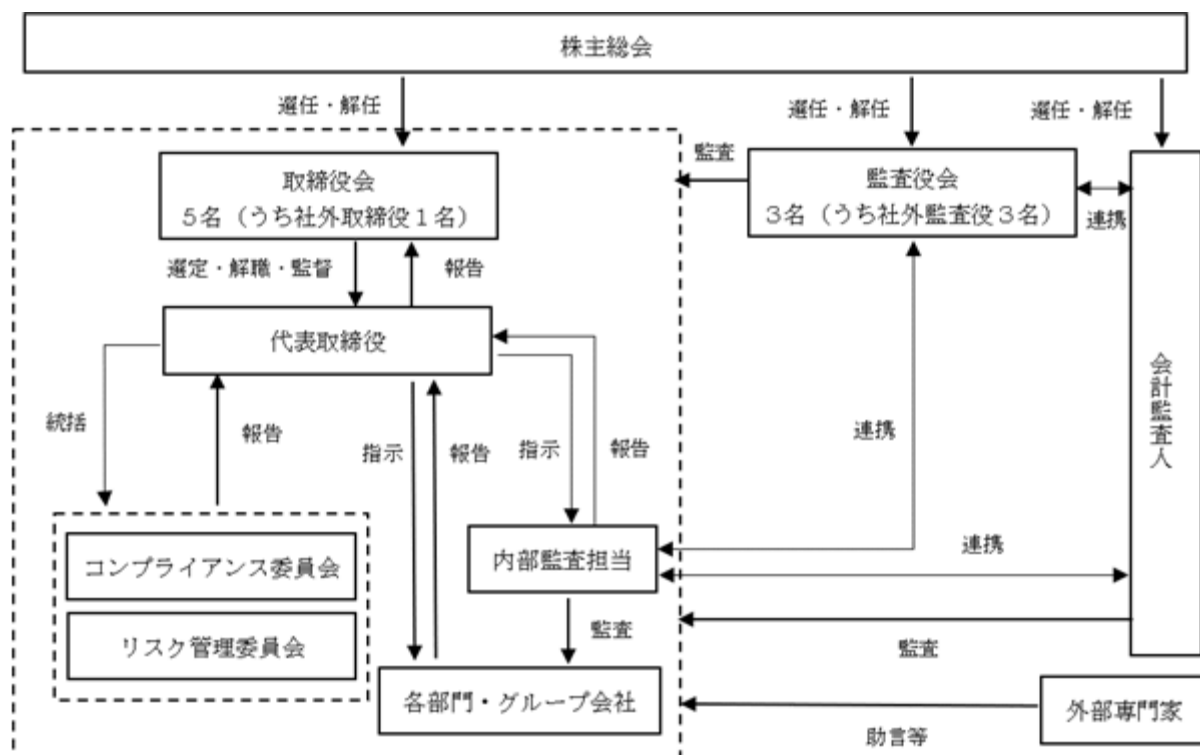 株主総会
選任・解任
選任・解任
選任・解任
監査
取締役会
5名（うち社外取締役1名）
監査役会
3名（うち社外監査役3名）
連携
選定・解職・監督
報告
代表取締役
会計監査人
統括
報告
指示
報告
指示
報告
連携
コンプライアンス委員会
リスク管理委員会
内部監査担当
連携
監査
監査
各部門・グループ会社
外部専門家
助言等